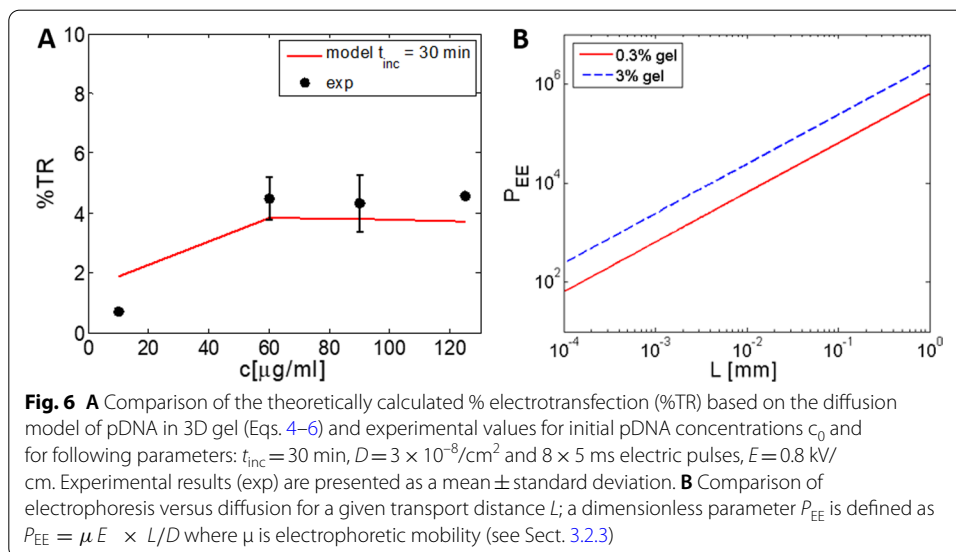 A
10
8
6
4
2
0
%TR
model t_inc = 30 min
exp
0 20 40 60 80 100 120
c[μg/ml]
B
0.3% gel
3% gel
10^6
10^4
10^2
P_EE
10^-4 10^-3 10^-2 10^-1 10^0
L [mm]
Fig. 6 A Comparison of the theoretically calculated % electrotransfection (%TR) based on the diffusion
model of pDNA in 3D gel (Eqs. 4–6) and experimental values for initial pDNA concentrations c₀ and
for following parameters: t_inc = 30 min, D = 3 × 10⁻⁸/cm² and 8 × 5 ms electric pulses, E = 0.8 kV/
cm. Experimental results (exp) are presented as a mean ± standard deviation. B Comparison of
electrophoresis versus diffusion for a given transport distance L; a dimensionless parameter P_EE is defined as
P_EE = μ E × L/D where μ is electrophoretic mobility (see Sect. 3.2.3)